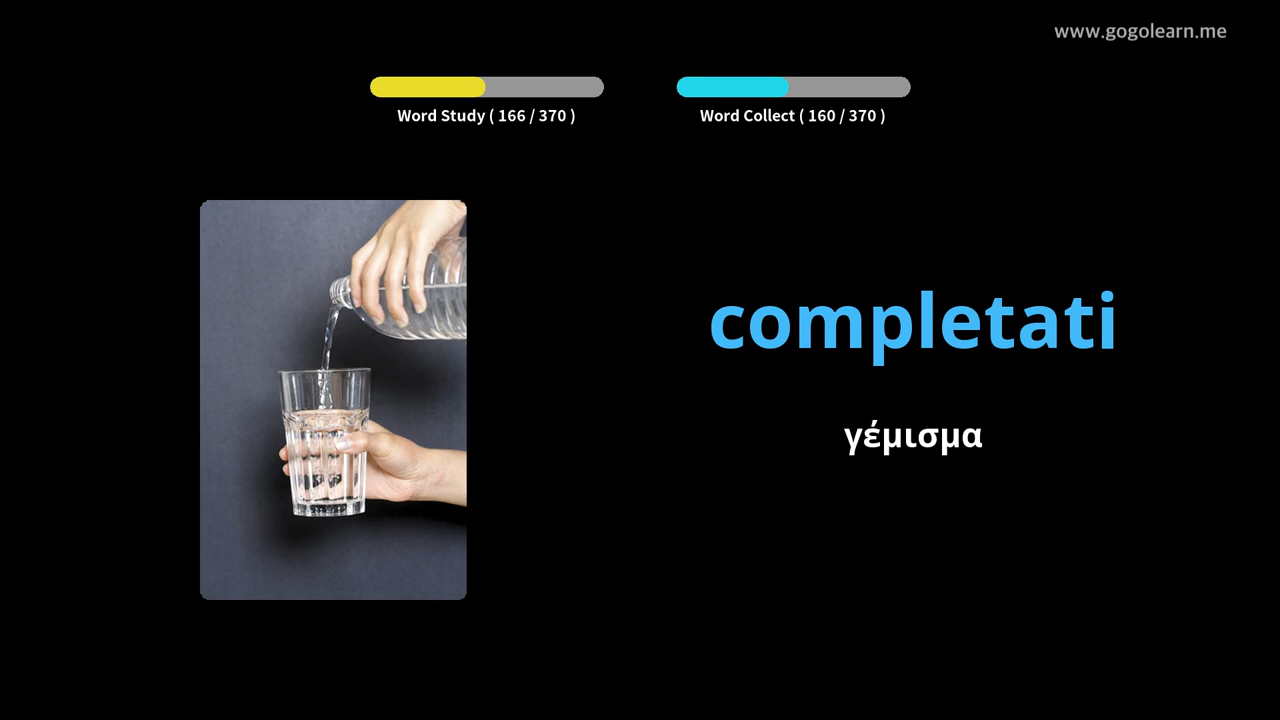 www.gogolearn.me
Word Study ( 166 / 370 )
Word Collect ( 160 / 370 )
completati
γέμισμα